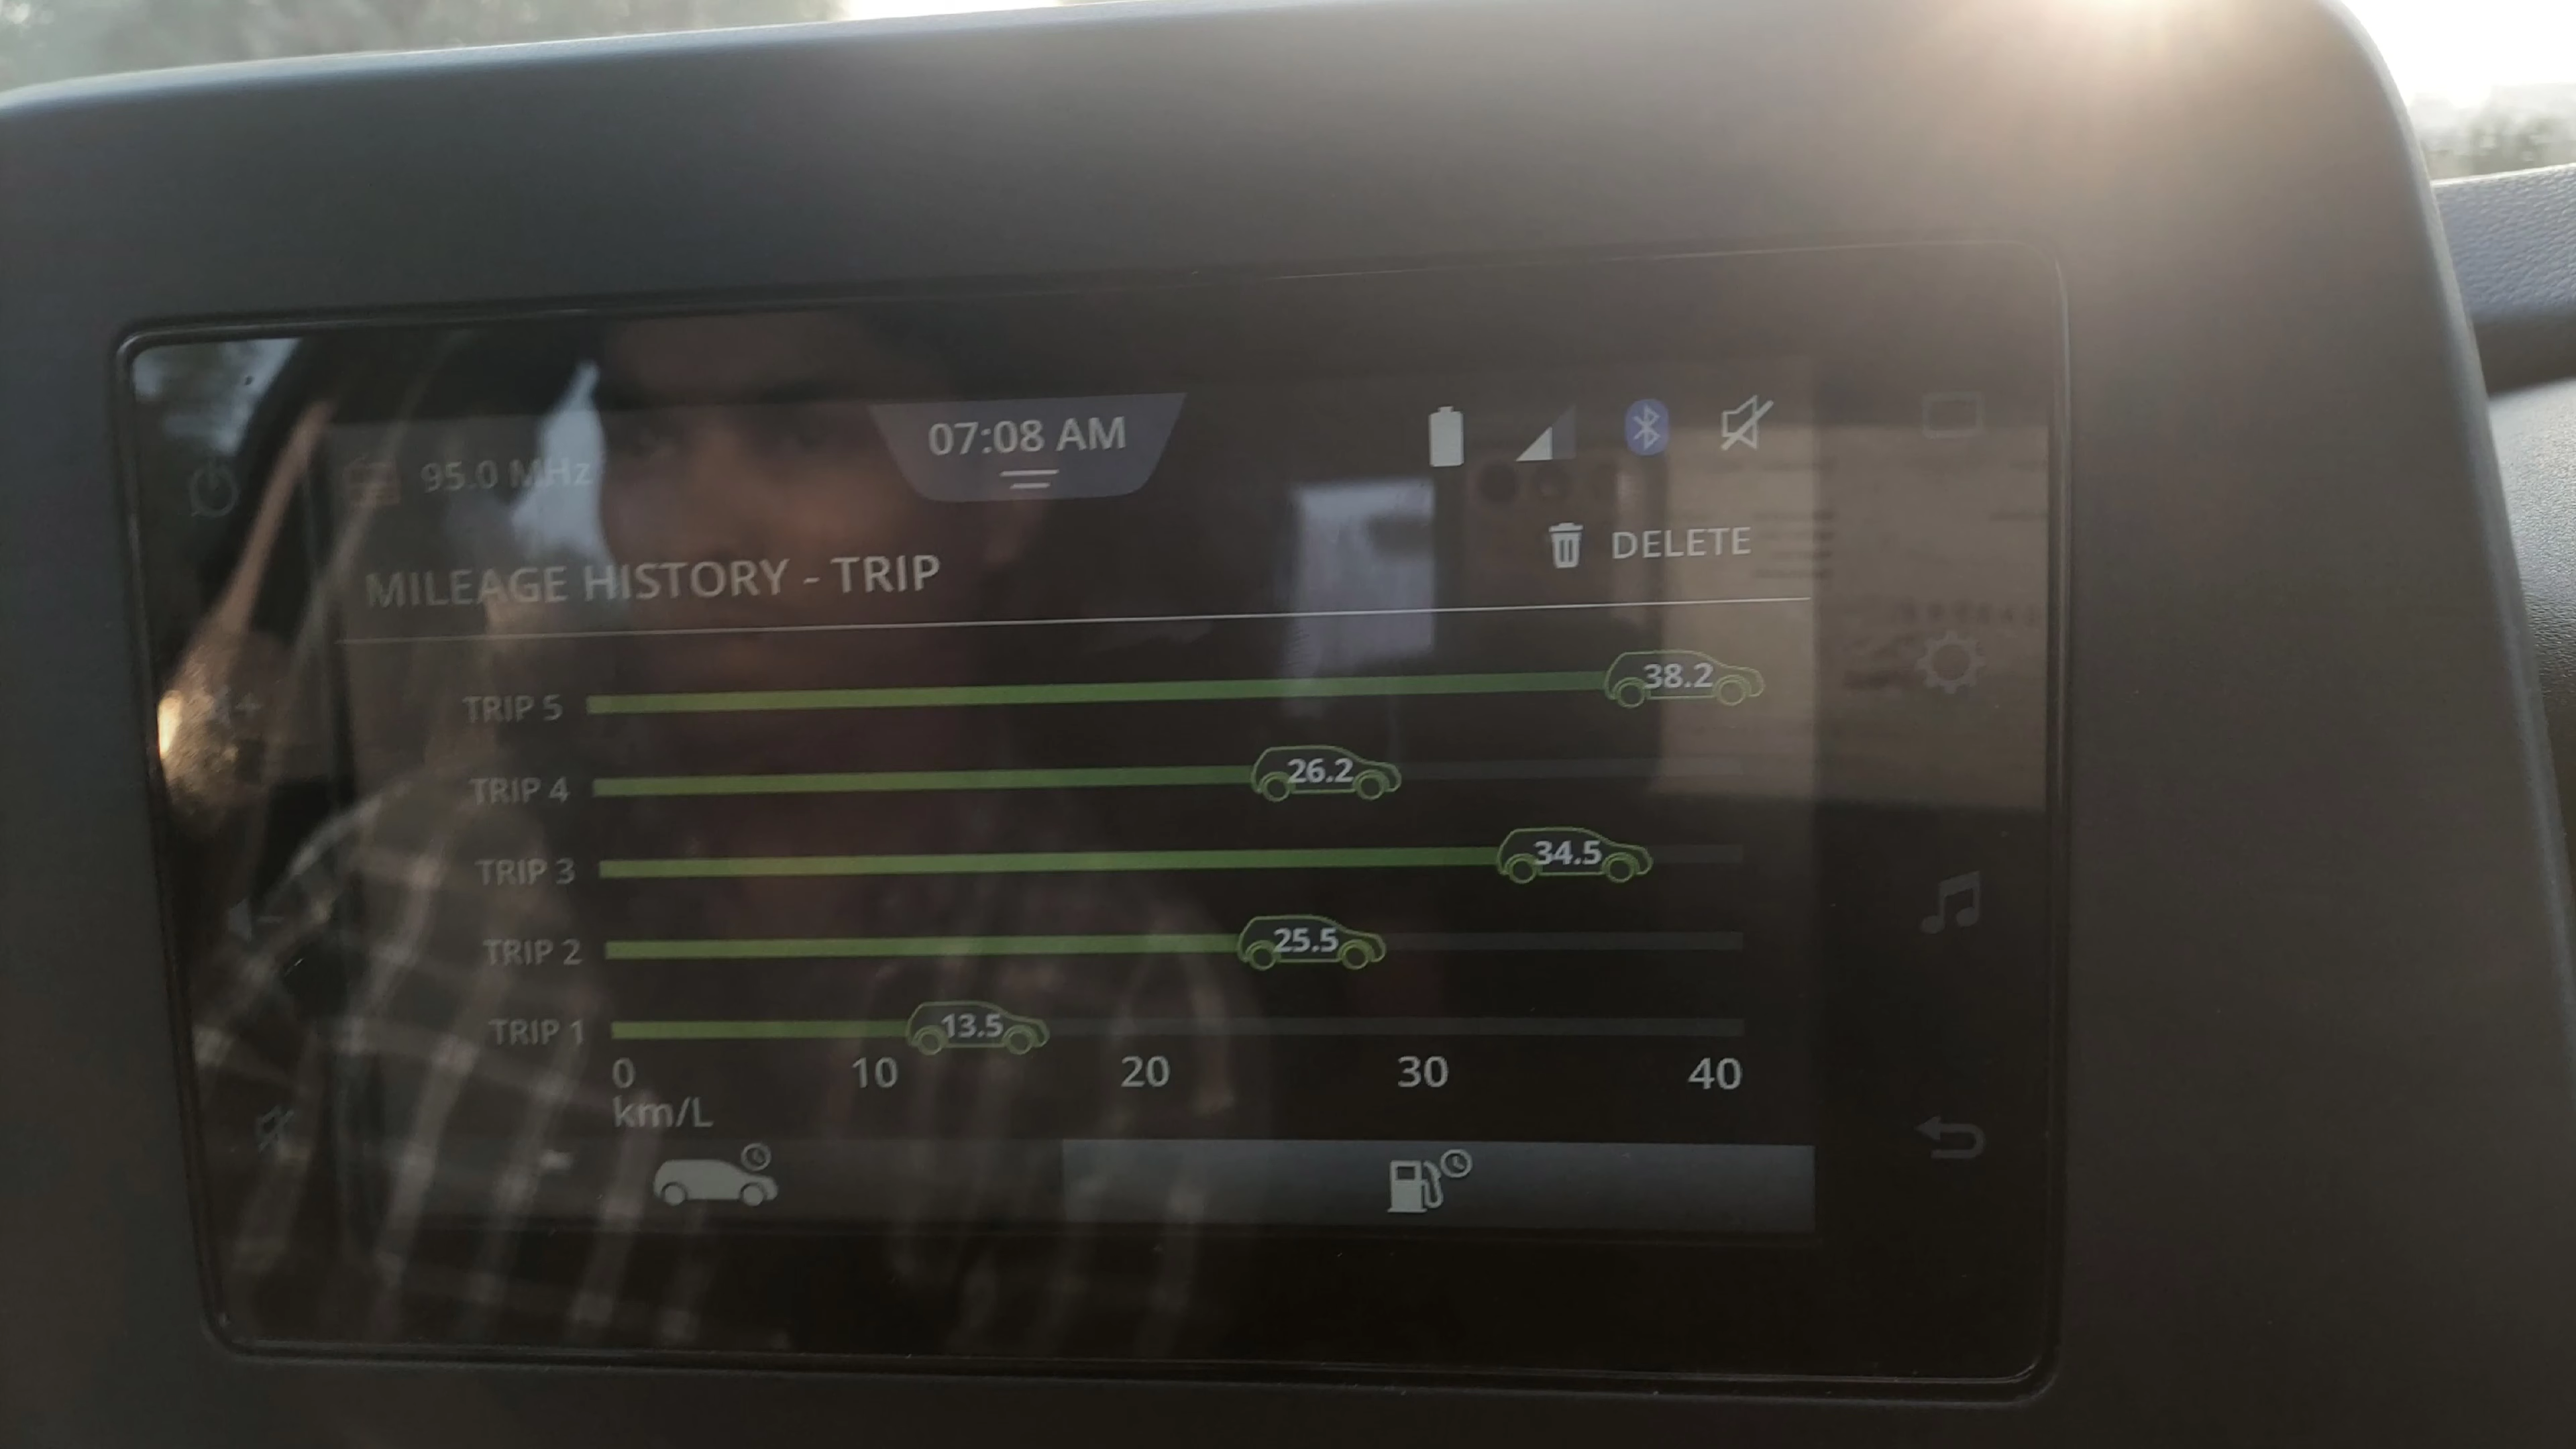 07:08 AM
95.0 MHz
DELETE
MILEAGE HISTORY - TRIP
TRIP 5 38.2
TRIP 4 26.2
TRIP 3 34.5
TRIP 2 25.5
TRIP 1 13.5
0 10 20 30 40
km/L